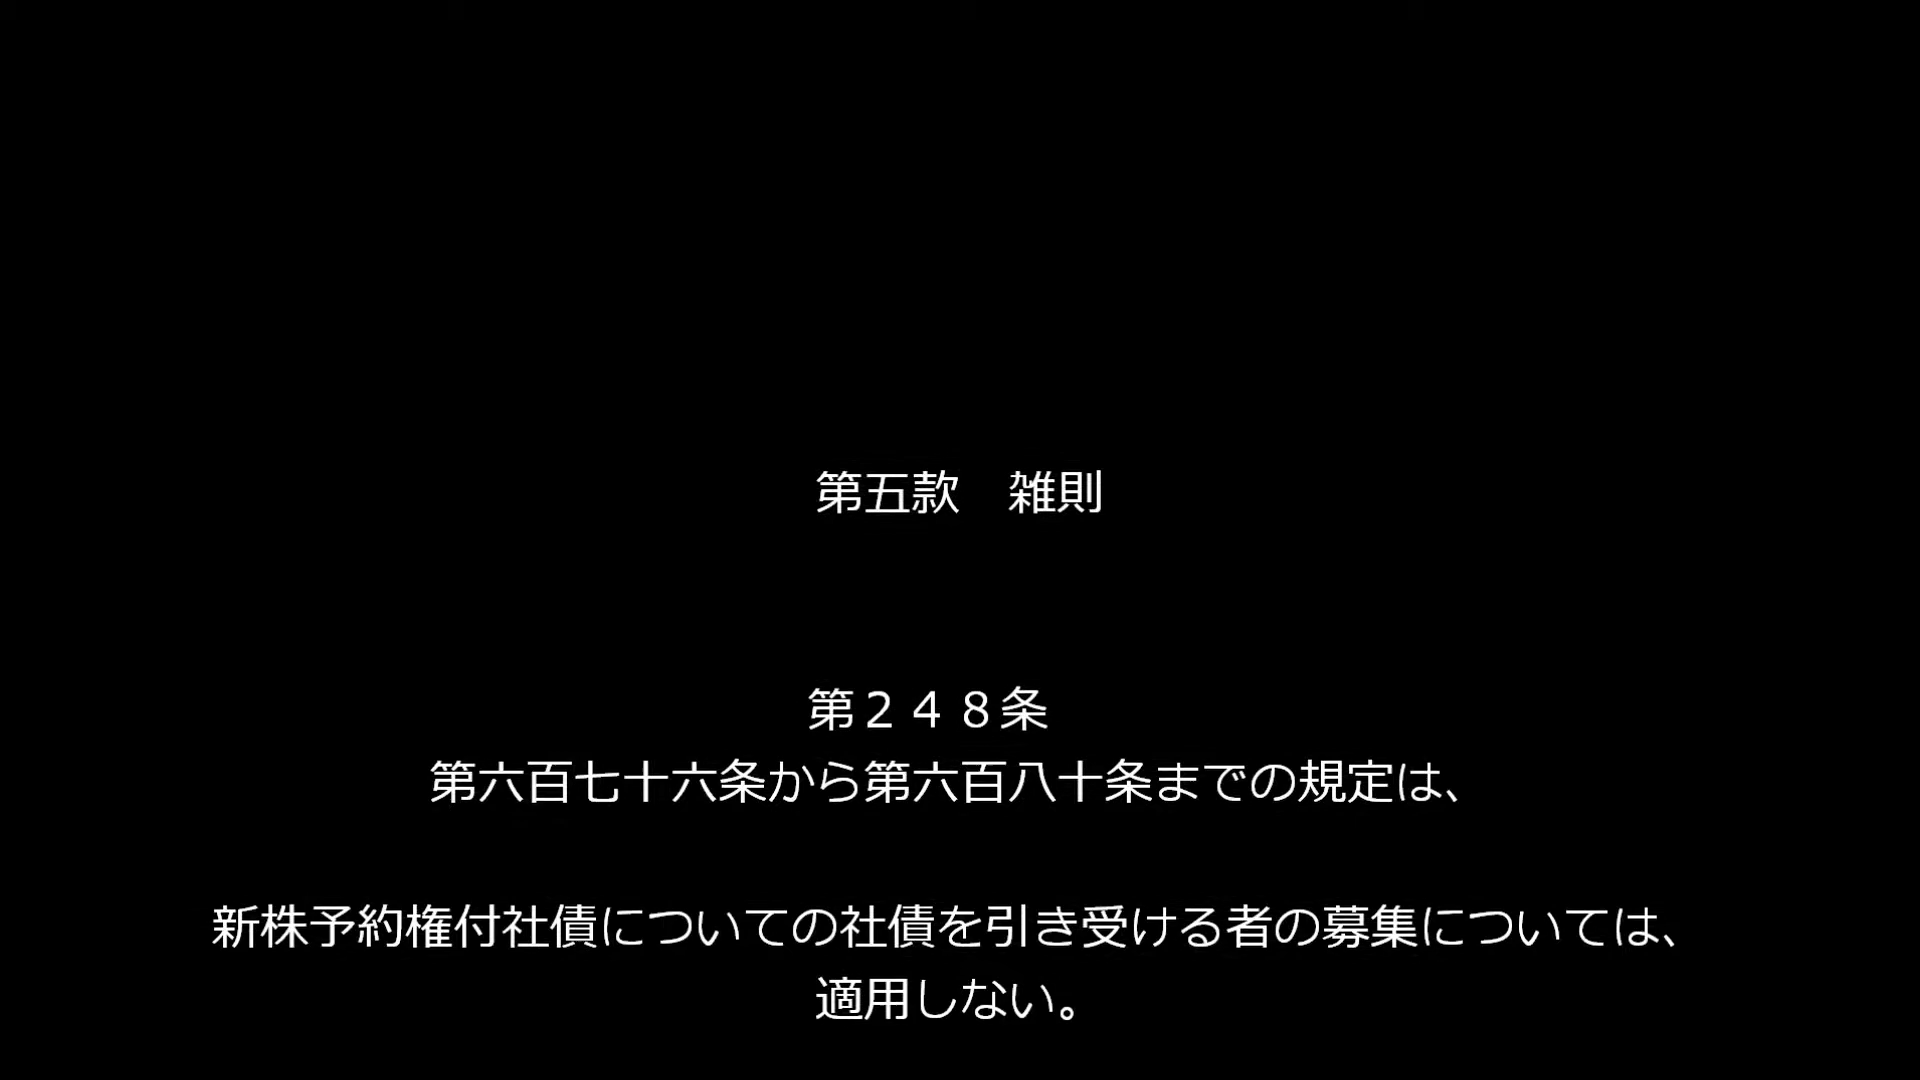 第五款　雑則
第２４８条
第六百七十六条から第六百八十条までの規定は、
新株予約権付社債についての社債を引き受ける者の募集については、
適用しない。